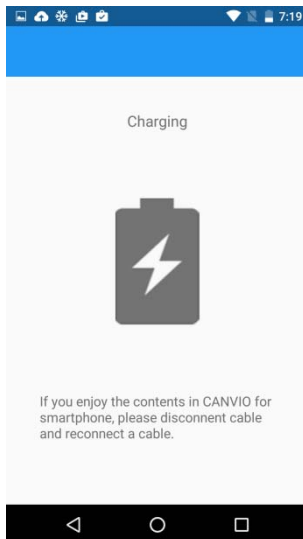 7:19
Charging
If you enjoy the contents in CANVIO for
smartphone, please disconnent cable
and reconnect a cable.